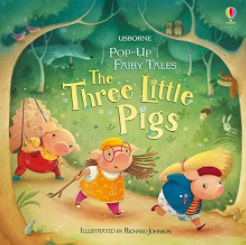 USBORNE
POP-UP
FAIRY TALES
The
Three Little
Pigs
ILLUSTRATED BY RICHARD JOHNSON